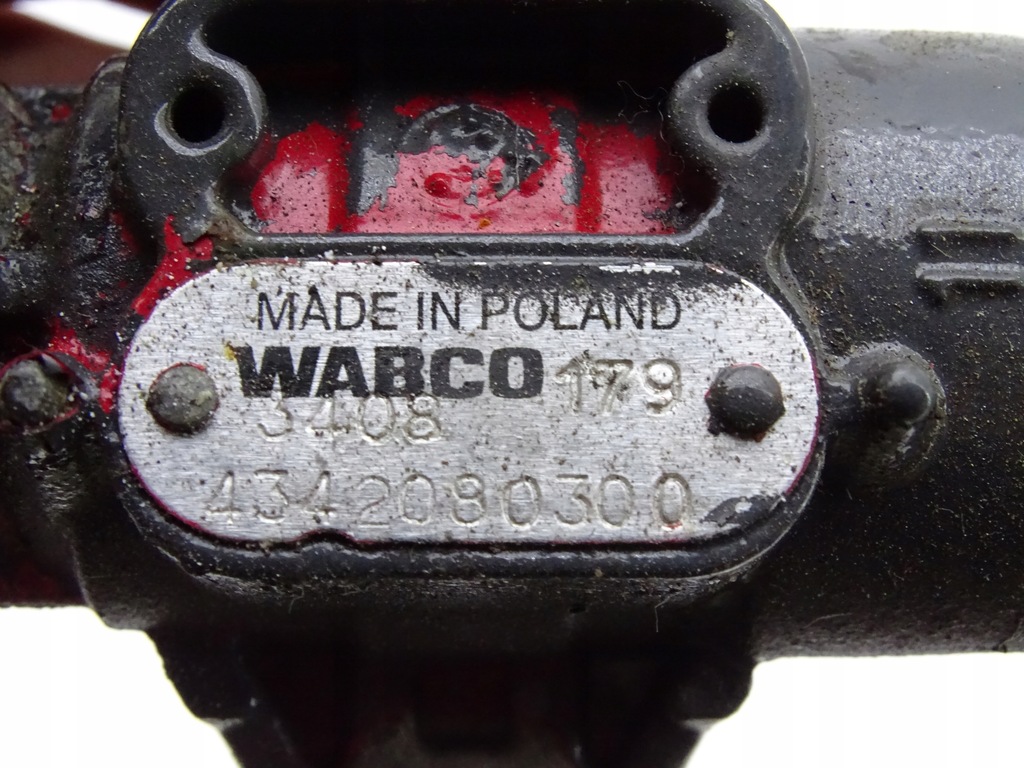 MADE IN POLAND
WABCO 179
3408
4342080300